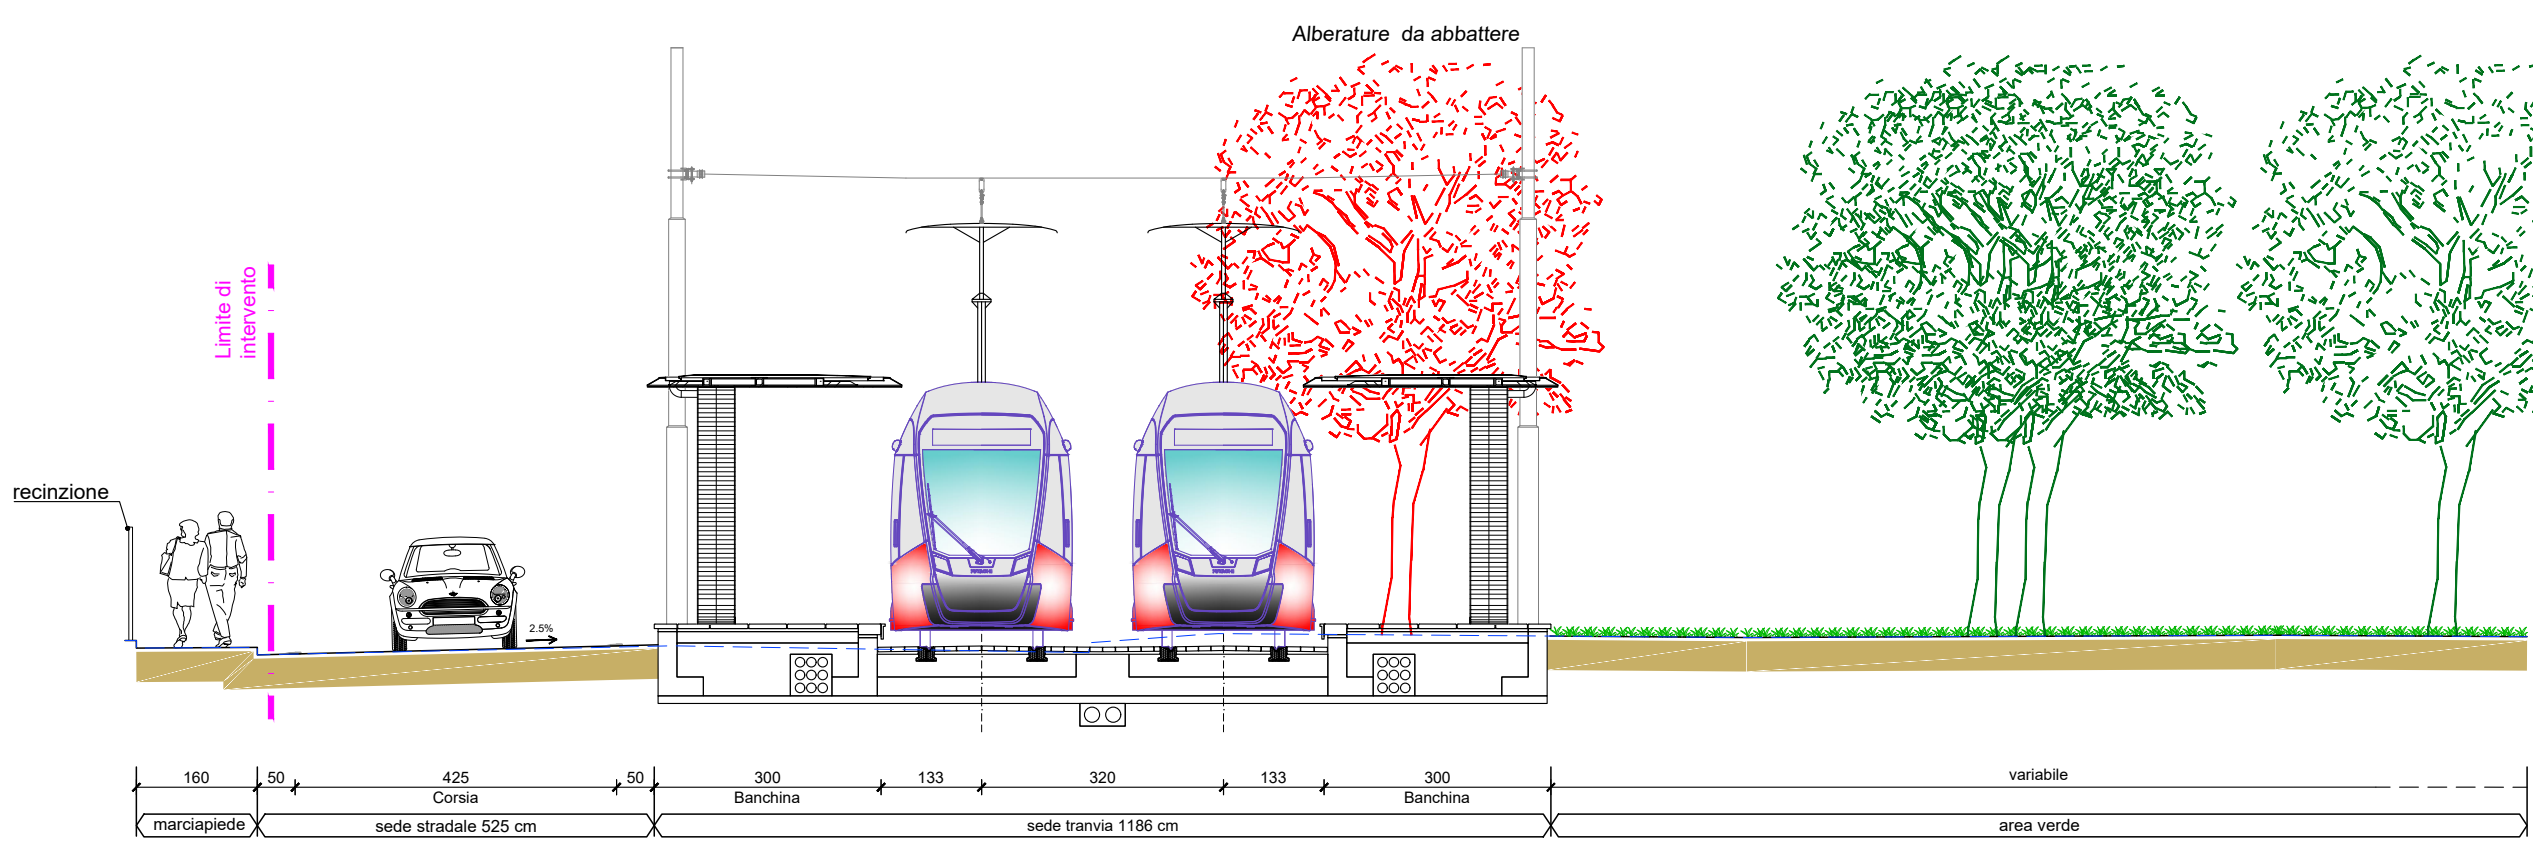 Alberature da abbattere
Limite di
intervento
recinzione
2.5%
160
50
425
50
300
133
320
133
300
variabile
Corsia
Banchina
Banchina
marciapiede
sede stradale 525 cm
sede tranvia 1186 cm
area verde